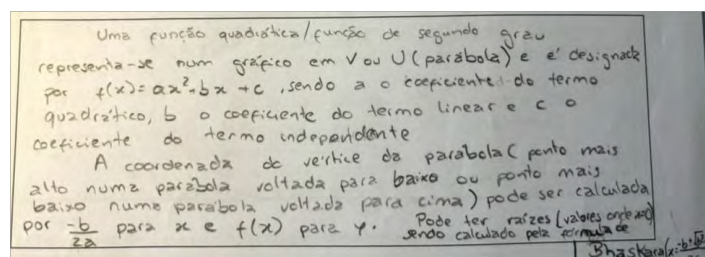 Uma função quadrática/função de segundo grau
representa-se num gráfico em V ou U (parábola) e é designada
por f(x)=ax²+bx+c, sendo a o coeficiente do termo
quadrático, b o coeficiente do termo linear e c o
coeficiente do termo independente
A coordenada do vértice da parabola (ponto mais
alto numa parábola voltada para baixo ou ponto mais
baixo numa parábola voltada para cima) pode ser calculada
por -b/2a para x e f(x) para y. Pode ter raízes (valores onde x=0)
sendo calculado pela fórmula de
Bhaskara (x=-b+√